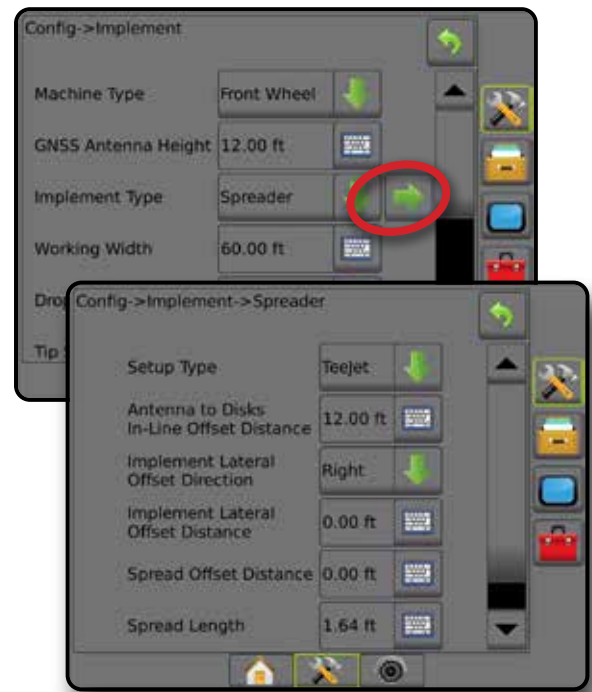 Config->Implement
Machine Type Front Wheel
GNSS Antenna Height 12.00 ft
Implement Type Spreader
Working Width 60.00 ft
Config->Implement->Spreader
Setup Type TeeJet
Antenna to Disks
In-Line Offset Distance 12.00 ft
Implement Lateral
Offset Direction Right
Implement Lateral
Offset Distance 0.00 ft
Spread Offset Distance 0.00 ft
Spread Length 1.64 ft